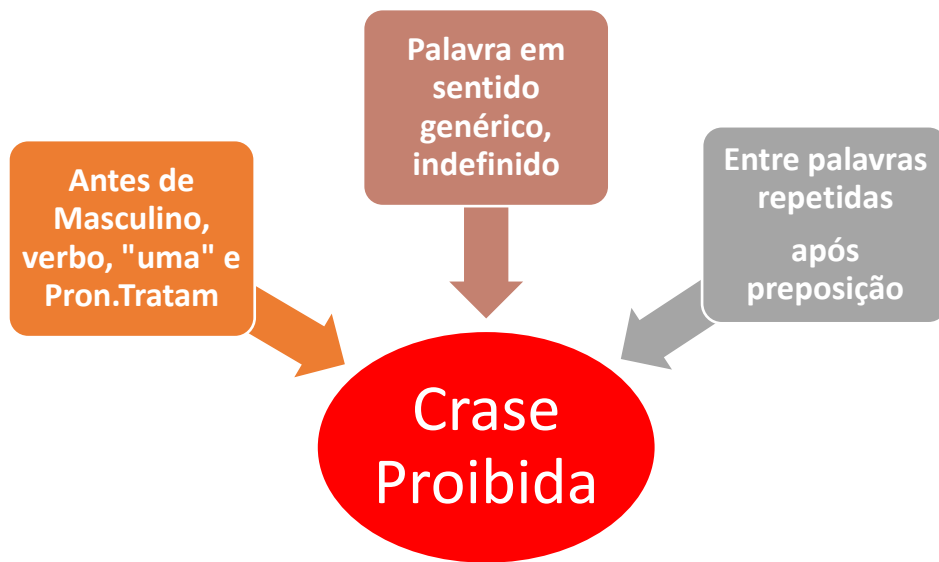 Palavra em
sentido
genérico,
indefinido
Antes de
Masculino,
verbo, "uma" e
Pron.Tratam
Entre palavras
repetidas
após
preposição
Crase
Proibida